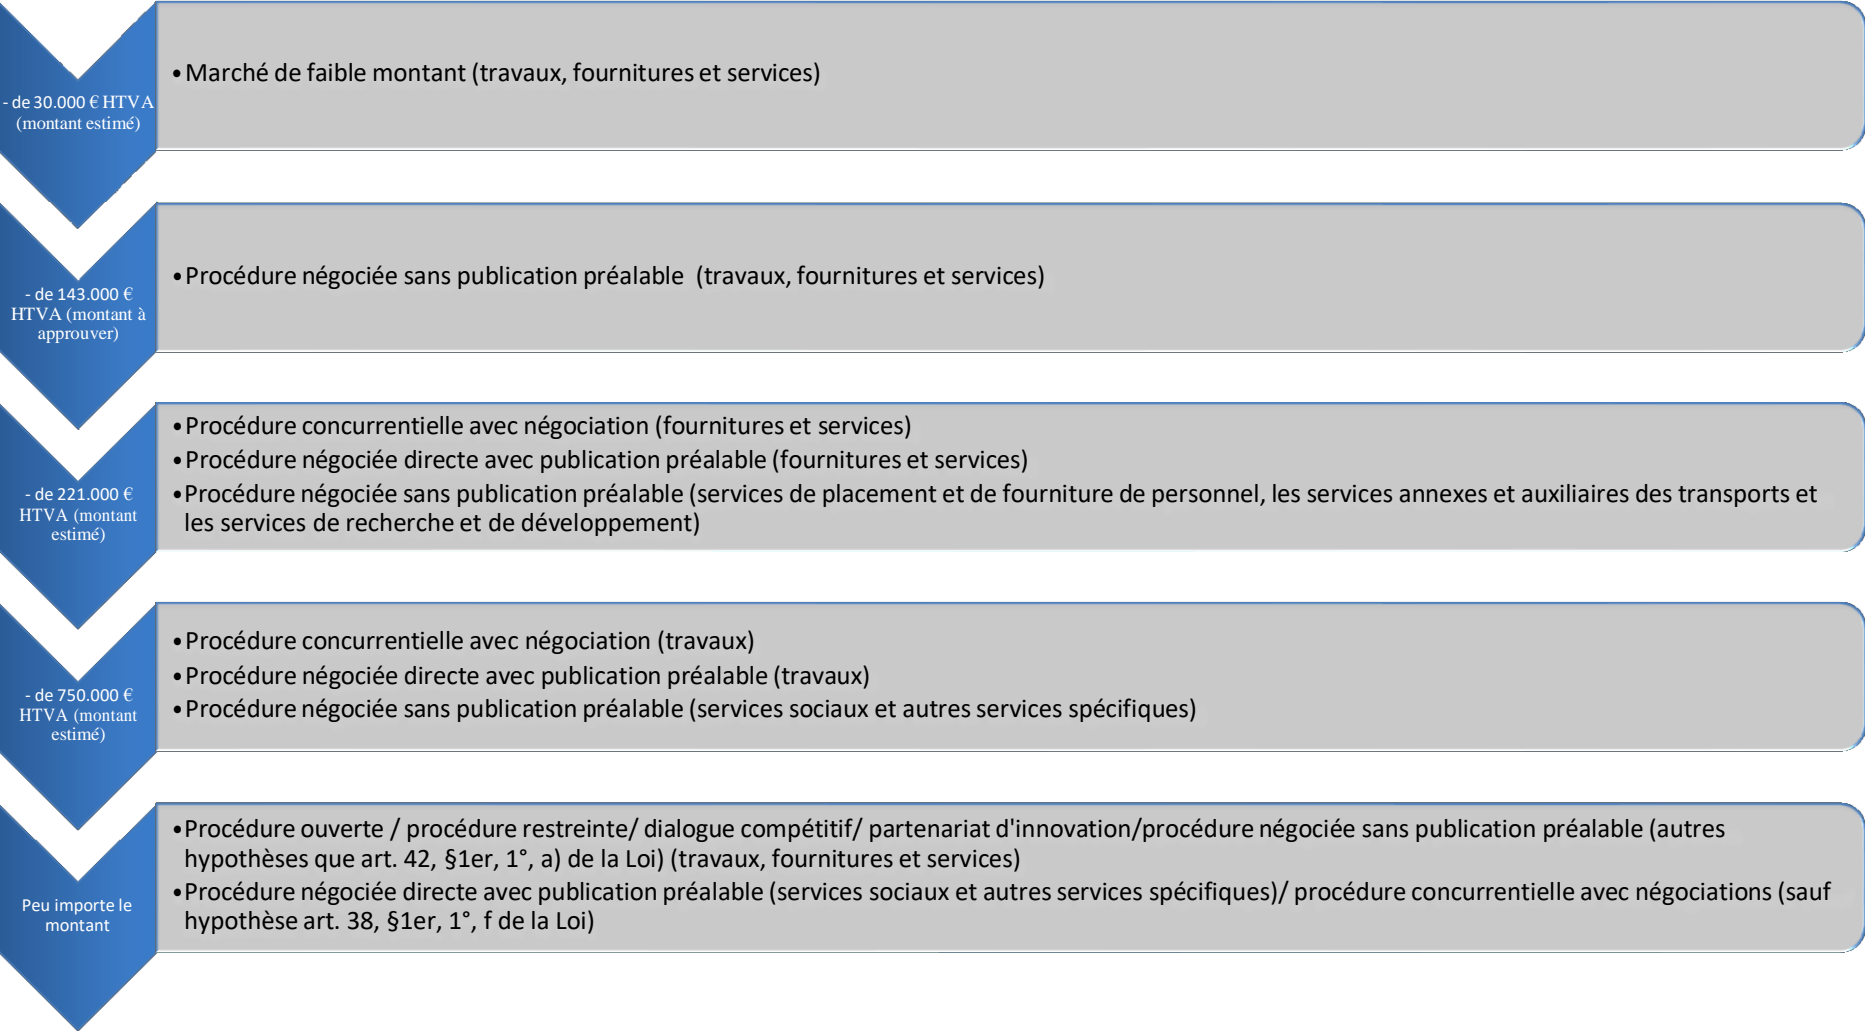 - de 30.000 € HTVA
(montant estimé)
•Marché de faible montant (travaux, fournitures et services)
- de 143.000 €
HTVA (montant à
approuver)
•Procédure négociée sans publication préalable  (travaux, fournitures et services)
- de 221.000 €
HTVA (montant
estimé)
•Procédure concurrentielle avec négociation (fournitures et services)
•Procédure négociée directe avec publication préalable (fournitures et services)
•Procédure négociée sans publication préalable (services de placement et de fourniture de personnel, les services annexes et auxiliaires des transports et
les services de recherche et de développement)
- de 750.000 €
HTVA (montant
estimé)
•Procédure concurrentielle avec négociation (travaux)
•Procédure négociée directe avec publication préalable (travaux)
•Procédure négociée sans publication préalable (services sociaux et autres services spécifiques)
Peu importe le
montant
•Procédure ouverte / procédure restreinte/ dialogue compétitif/ partenariat d'innovation/procédure négociée sans publication préalable (autres
hypothèses que art. 42, §1er, 1°, a) de la Loi) (travaux, fournitures et services)
•Procédure négociée directe avec publication préalable (services sociaux et autres services spécifiques)/ procédure concurrentielle avec négociations (sauf
hypothèse art. 38, §1er, 1°, f de la Loi)